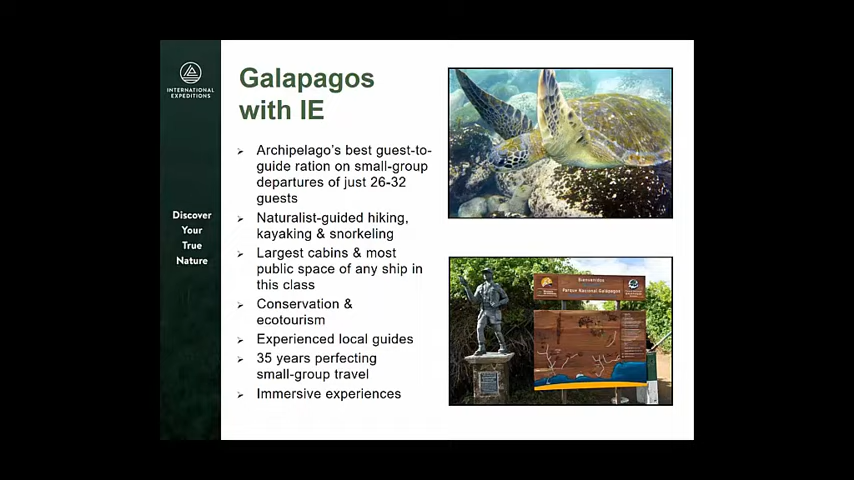 INTERNATIONAL
EXPEDITIONS
Discover
Your
True
Nature
Galapagos
with IE
Archipelago's best guest-to-
guide ration on small-group
departures of just 26-32
guests
Naturalist-guided hiking,
kayaking & snorkeling
Largest cabins & most
public space of any ship in
this class
Conservation &
ecotourism
Experienced local guides
35 years perfecting
small-group travel
Immersive experiences
Bienvenidos
Parque Nacional Galápagos